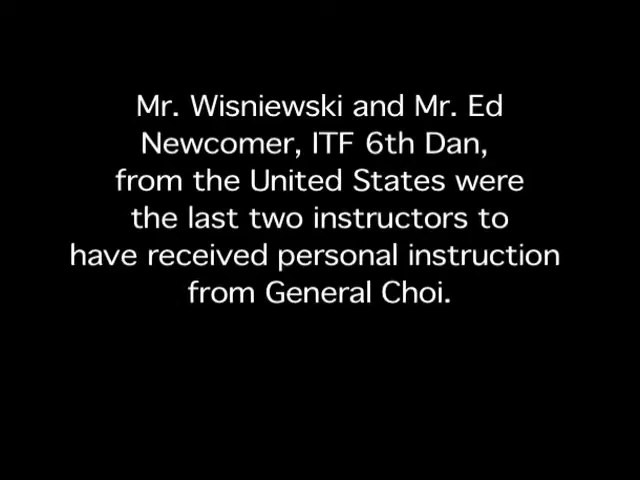 Mr. Wisniewski and Mr. Ed
Newcomer, ITF 6th Dan,
from the United States were
the last two instructors to
have received personal instruction
from General Choi.